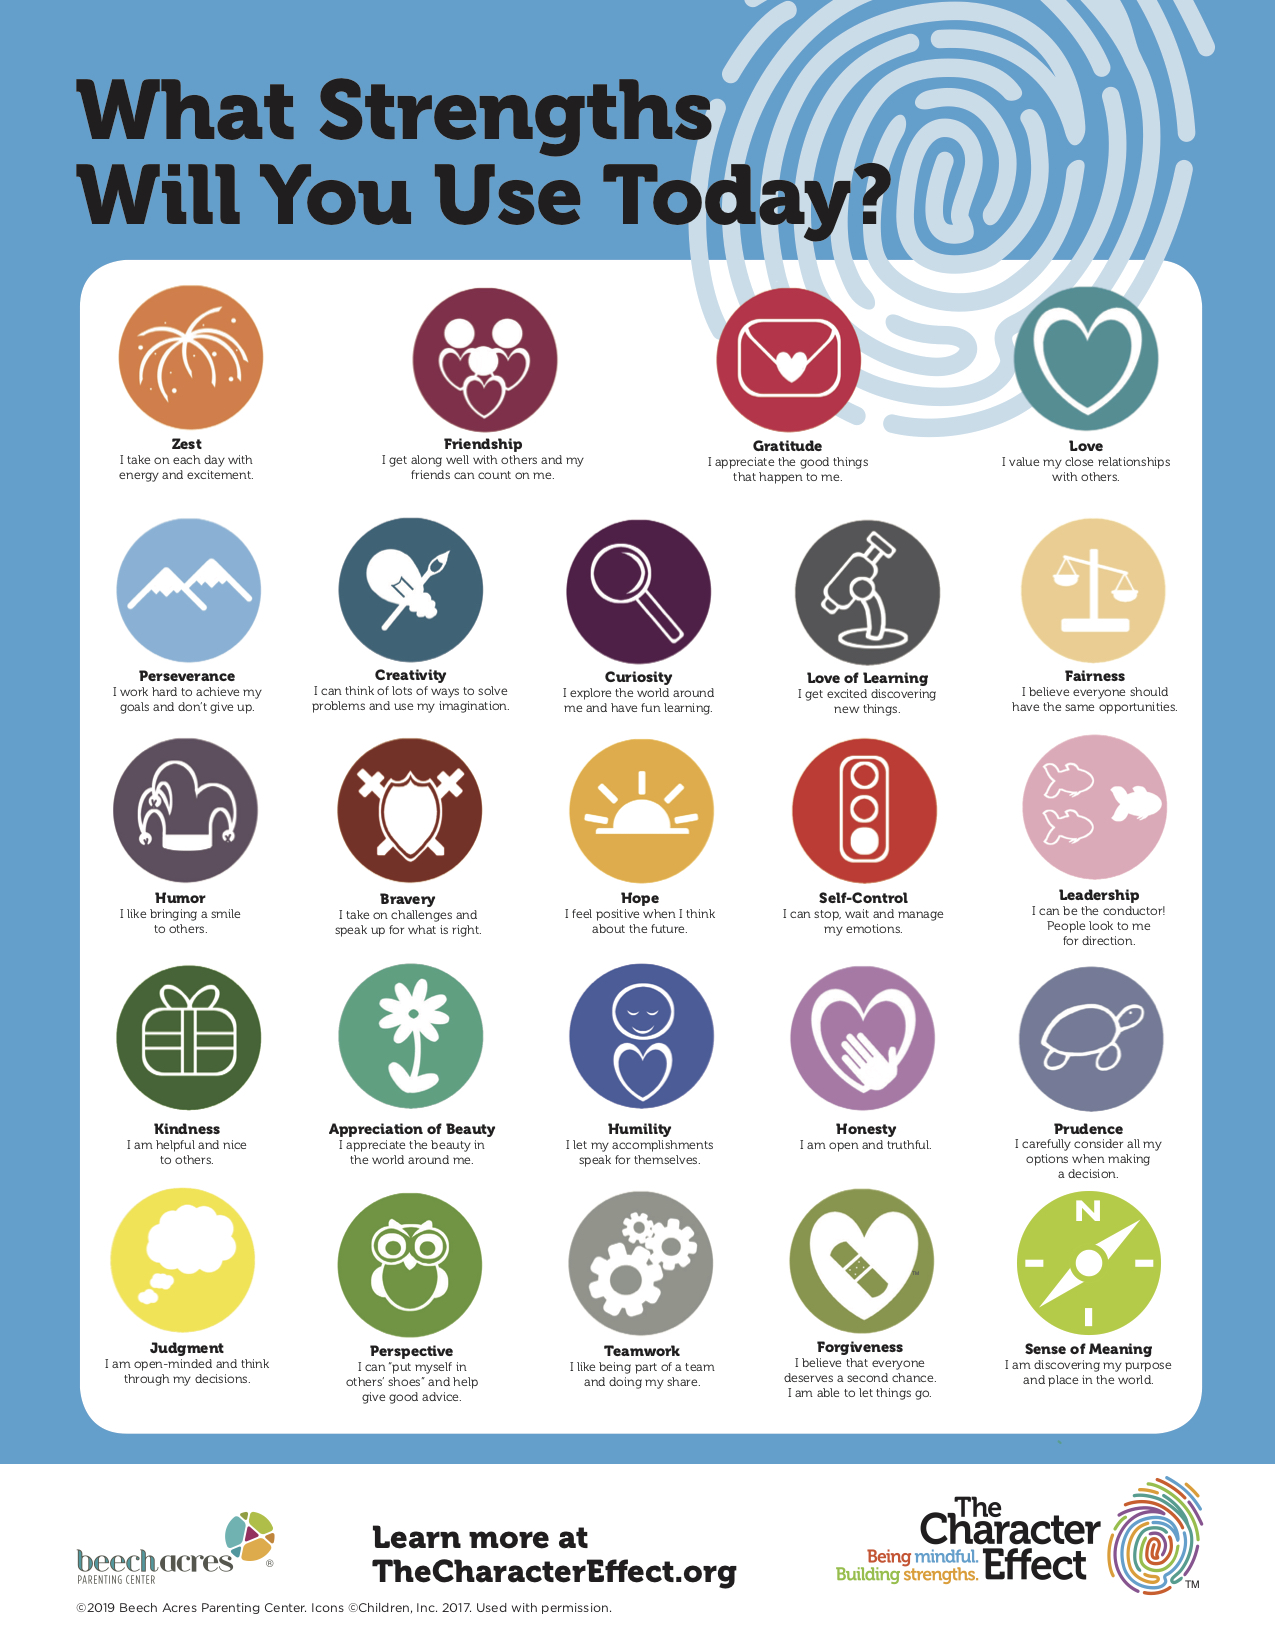 What Strengths
Will You Use Today?
Zest
I take on each day with
energy and excitement.
Friendship
I get along well with others and my
friends can count on me.
Gratitude
I appreciate the good things
that happen to me.
Love
I value my close relationships
with others.
Perseverance
I work hard to achieve my
goals and don't give up.
Creativity
I can think of lots of ways to solve
problems and use my imagination.
Curiosity
I explore the world around
me and have fun learning.
Love of Learning
I get excited discovering
new things.
Fairness
I believe everyone should
have the same opportunities.
Humor
I like bringing a smile
to others.
Bravery
I take on challenges and
speak up for what is right.
Hope
I feel positive when I think
about the future.
Self-Control
I can stop, wait and manage
my emotions.
Leadership
I can be the conductor!
People look to me
for direction.
Kindness
I am helpful and nice
to others.
Appreciation of Beauty
I appreciate the beauty in
the world around me.
Humility
I let my accomplishments
speak for themselves.
Honesty
I am open and truthful.
Prudence
I carefully consider all my
options when making
a decision.
Judgment
I am open-minded and think
through my decisions.
Perspective
I can "put myself in
others' shoes" and help
give good advice.
Teamwork
I like being part of a team
and doing my share.
TM
Forgiveness
I believe that everyone
deserves a second chance.
I am able to let things go.
N
Sense of Meaning
I am discovering my purpose
and place in the world.
beech acres®
PARENTING CENTER
Learn more at
TheCharacterEffect.org
The
Character
Effect
Being mindful.
Building strengths.
TM
©2019 Beech Acres Parenting Center. Icons ©Children, Inc. 2017. Used with permission.